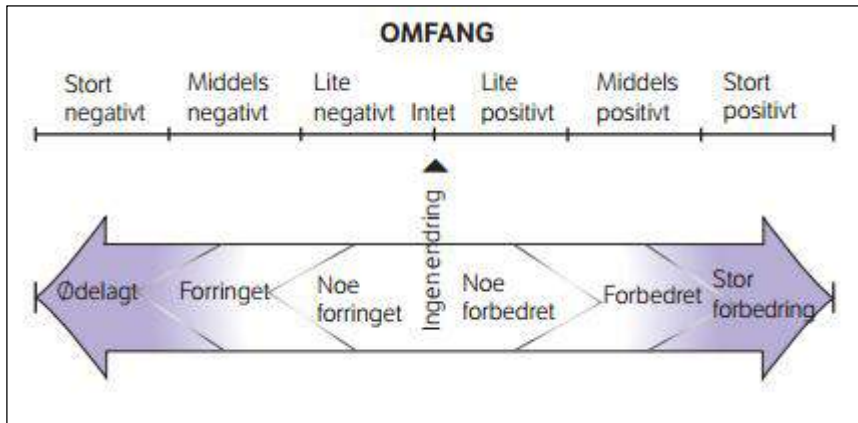 OMFANG
Stort
negativt
Middels
negativt
Lite
negativt
Intet
Lite
positivt
Middels
positivt
Stort
positivt
Ødelagt
Forringet
Noe
forringet
Ingen endring
Noe
forbedret
Forbedret
Stor
forbedring